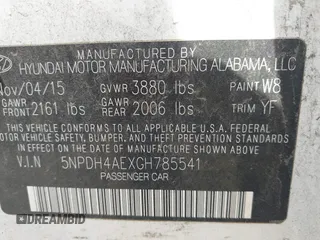 MANUFACTURED BY
HYUNDAI MOTOR MANUFACTURING ALABAMA, LLC
Nov/04/15 GVWR 3880 lbs PAINT W8
GAWR FRONT 2161 lbs GAWR REAR 2006 lbs TRIM YF
THIS VEHICLE CONFORMS TO ALL APPLICABLE U.S. FEDERAL
MOTOR VEHICLE SAFETY, BUMPER, AND THEFT PREVENTION
STANDARDS IN EFFECT ON THE DATE OF MANUFACTURE SHOWN ABOVE.
V.I.N 5NPDH4AEXGH785541
PASSENGER CAR
© DREAMBID